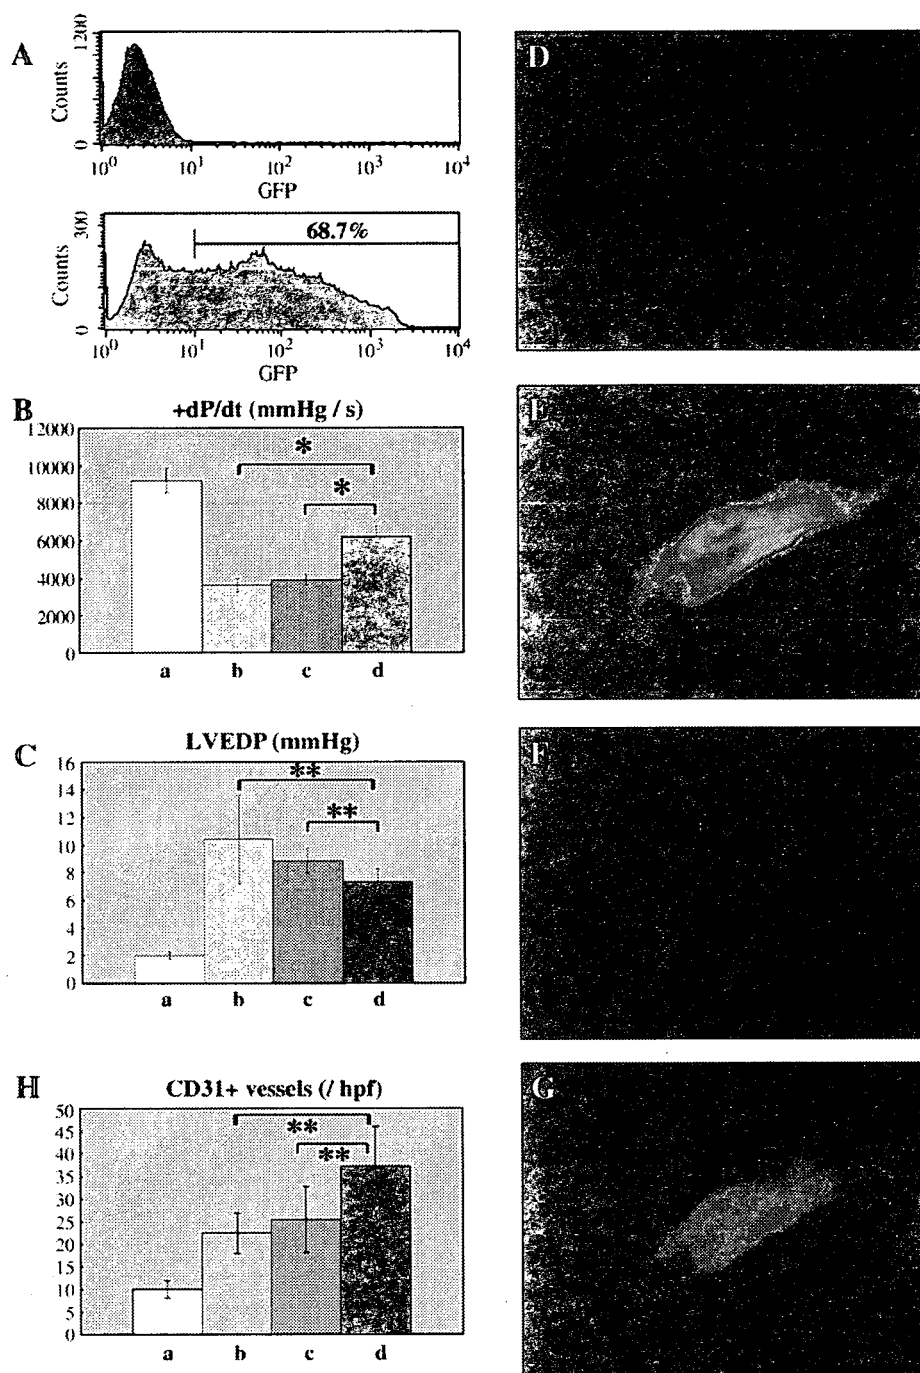 A
1200
Counts
0
10^0 10^1 10^2 10^3 10^4
GFP
300
68.7%
Counts
0
10^0 10^1 10^2 10^3 10^4
GFP
B
+dP/dt (mmHg / s)
12000
10000
8000
6000
4000
2000
0
*
*
a b c d
C
LVEDP (mmHg)
16
14
12
10
8
6
4
2
0
**
**
a b c d
H
CD31+ vessels (/ hpf)
50
45
40
35
30
25
20
15
10
5
0
**
**
a b c d
D
E
F
G